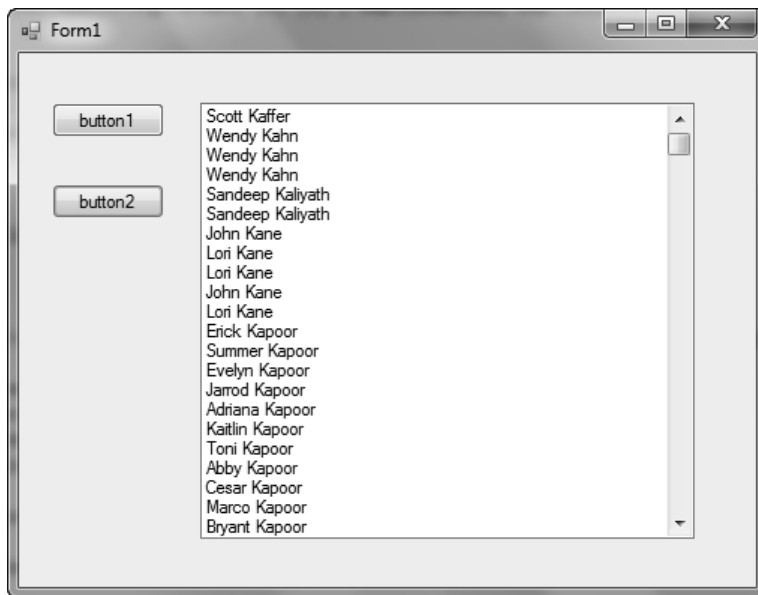 Form1
button1
button2
Scott Kaffer
Wendy Kahn
Wendy Kahn
Wendy Kahn
Sandeep Kaliyath
Sandeep Kaliyath
John Kane
Lori Kane
Lori Kane
John Kane
Lori Kane
Erick Kapoor
Summer Kapoor
Evelyn Kapoor
Jarrod Kapoor
Adriana Kapoor
Kaitlin Kapoor
Toni Kapoor
Abby Kapoor
Cesar Kapoor
Marco Kapoor
Bryant Kapoor